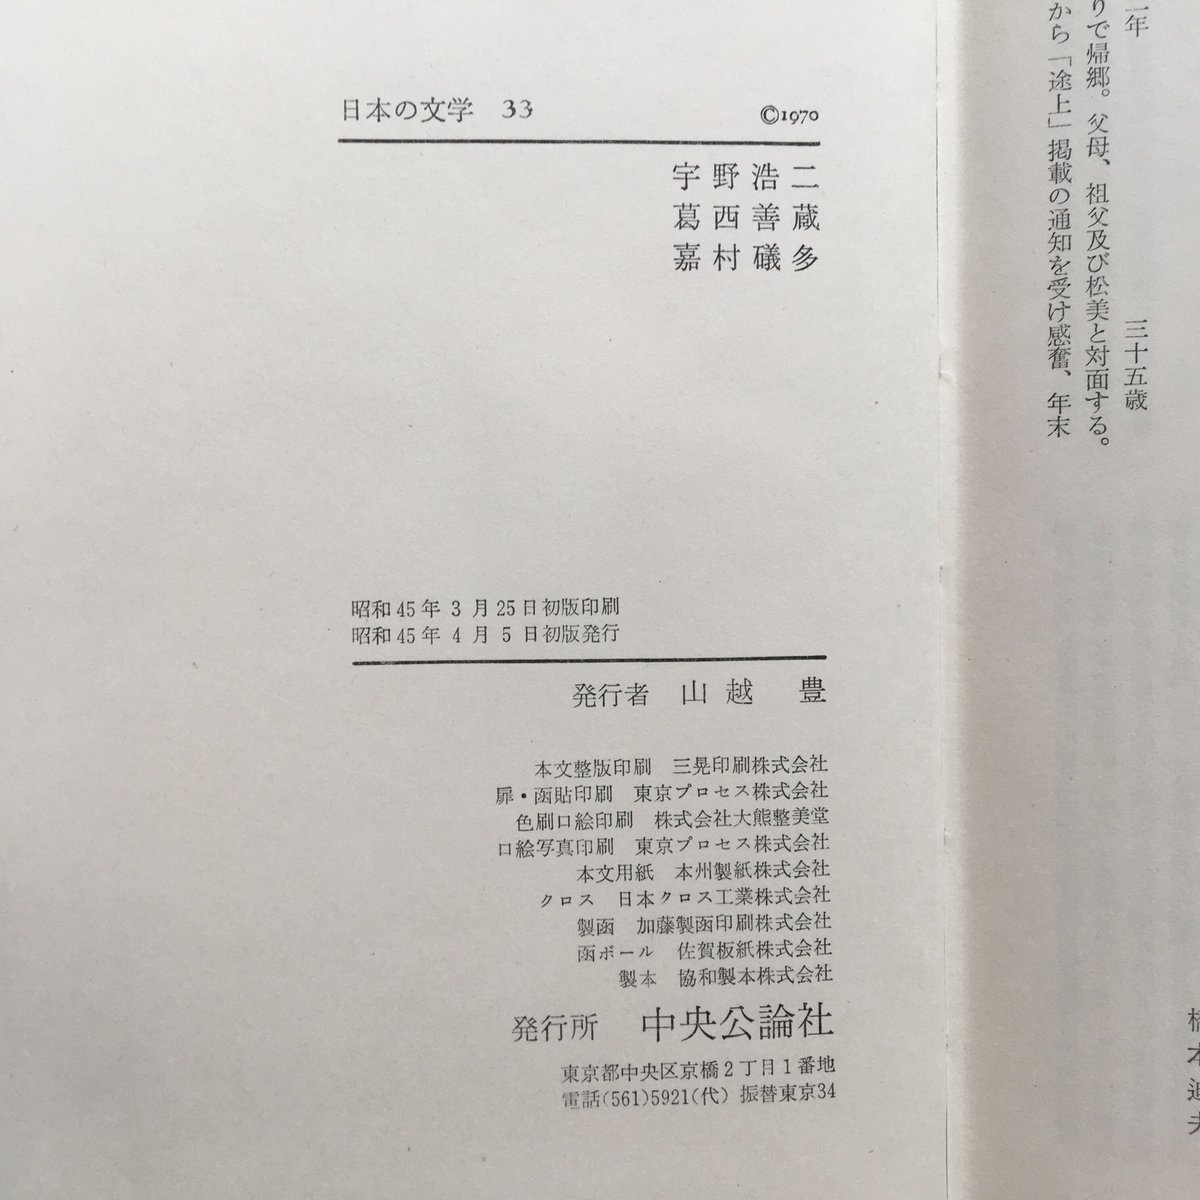 日本の文学 33 ©1970
宇野浩二
葛西善蔵
嘉村礒多
昭和45年3月25日初版印刷
昭和45年4月5日初版発行
発行者 山越 豊
本文整版印刷 三晃印刷株式会社
扉・函貼印刷 東京プロセス株式会社
色刷口絵印刷 株式会社大熊整美堂
口絵写真印刷 東京プロセス株式会社
本文用紙 本州製紙株式会社
クロス 日本クロス工業株式会社
製函 加藤製函印刷株式会社
函ボール 佐賀板紙株式会社
製本 協和製本株式会社
発行所 中央公論社
東京都中央区京橋2丁目1番地
電話(561)5921(代) 振替東京34
年 三十五歳
りで帰郷。父母、祖父及び松美と対面する。
から「途上」掲載の通知を受け感奮、年末